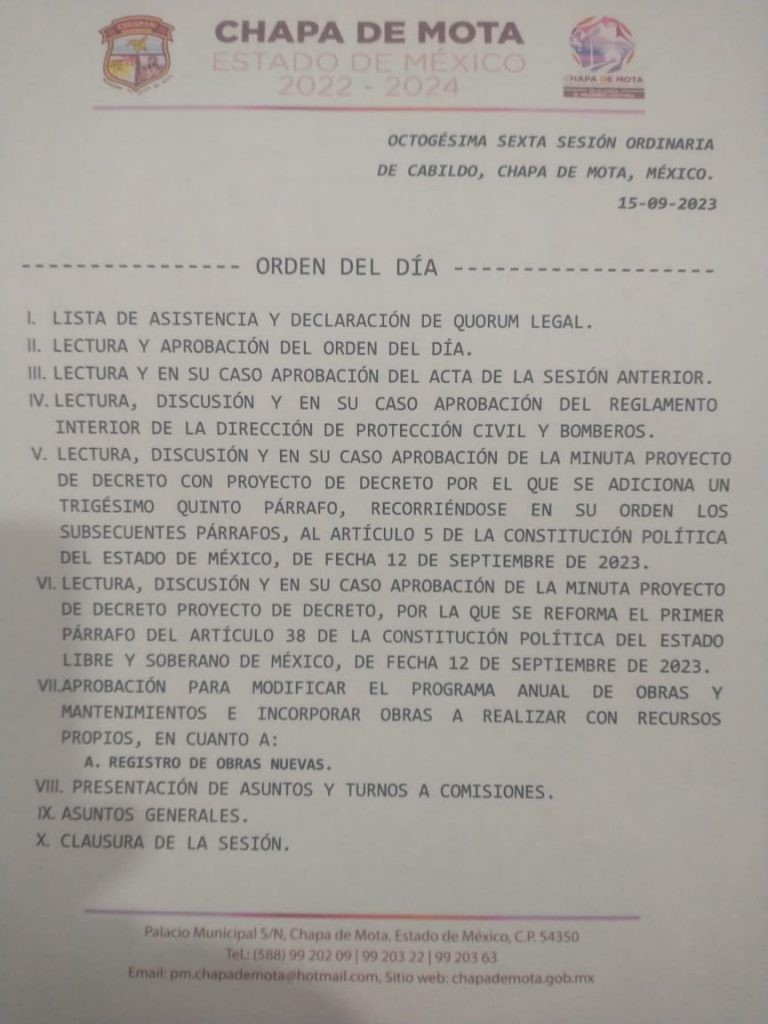 CHAPAN
CHAPA DE MOTA
ESTADO DE MÉXICO
2022 - 2024
CHAPA DE MOTA
OCTOGÉSIMA SEXTA SESIÓN ORDINARIA
DE CABILDO, CHAPA DE MOTA, MÉXICO.
15-09-2023
---------------- ORDEN DEL DÍA -------------------
I. LISTA DE ASISTENCIA Y DECLARACIÓN DE QUORUM LEGAL.
II. LECTURA Y APROBACIÓN DEL ORDEN DEL DÍA.
III. LECTURA Y EN SU CASO APROBACIÓN DEL ACTA DE LA SESIÓN ANTERIOR.
IV. LECTURA, DISCUSIÓN Y EN SU CASO APROBACIÓN DEL REGLAMENTO
INTERIOR DE LA DIRECCIÓN DE PROTECCIÓN CIVIL Y BOMBEROS.
V. LECTURA, DISCUSIÓN Y EN SU CASO APROBACIÓN DE LA MINUTA PROYECTO
DE DECRETO CON PROYECTO DE DECRETO POR EL QUE SE ADICIONA UN
TRIGÉSIMO QUINTO PÁRRAFO, RECORRIÉNDOSE EN SU ORDEN LOS
SUBSECUENTES PÁRRAFOS, AL ARTÍCULO 5 DE LA CONSTITUCIÓN POLÍTICA
DEL ESTADO DE MÉXICO, DE FECHA 12 DE SEPTIEMBRE DE 2023.
VI. LECTURA, DISCUSIÓN Y EN SU CASO APROBACIÓN DE LA MINUTA PROYECTO
DE DECRETO PROYECTO DE DECRETO, POR LA QUE SE REFORMA EL PRIMER
PÁRRAFO DEL ARTÍCULO 38 DE LA CONSTITUCIÓN POLÍTICA DEL ESTADO
LIBRE Y SOBERANO DE MÉXICO, DE FECHA 12 DE SEPTIEMBRE DE 2023.
VII.APROBACIÓN PARA MODIFICAR EL PROGRAMA ANUAL DE OBRAS Y
MANTENIMIENTOS E INCORPORAR OBRAS A REALIZAR CON RECURSOS
PROPIOS, EN CUANTO A:
A. REGISTRO DE OBRAS NUEVAS.
VIII. PRESENTACIÓN DE ASUNTOS Y TURNOS A COMISIONES.
IX. ASUNTOS GENERALES.
X. CLAUSURA DE LA SESIÓN.
Palacio Municipal S/N, Chapa de Mota, Estado de México, C.P. 54350
Tel.: (588) 99 202 09 | 99 203 22 | 99 203 63
Email: pm.chapademota@hotmail.com, Sitio web: chapademota.gob.mx